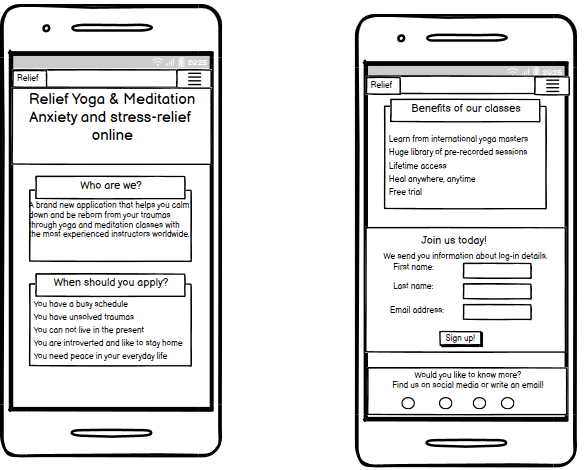 20:25
Relief
Relief Yoga & Meditation
Anxiety and stress-relief
online
Who are we?
A brand new application that helps you calm
down and be reborn from your traumas
through yoga and meditation classes with
the most experienced instructors worldwide.
When should you apply?
You have a busy schedule
You have unsolved traumas
You can not live in the present
You are introverted and like to stay home
You need peace in your everyday life
20:25
Relief
Benefits of our classes
Learn from international yoga masters
Huge library of pre-recorded sessions
Lifetime access
Heal anywhere, anytime
Free trial
Join us today!
We send you information about log-in details.
First name:
Last name:
Email address:
Sign up!
Would you like to know more?
Find us on social media or write an email!